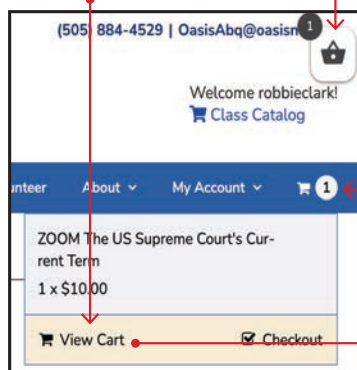 (505) 884-4529 | OasisAbq@oasisn
1
Welcome robbieclark!
Class Catalog
unteer About My Account 1
ZOOM The US Supreme Court's Cur-
rent Term
1 x $10.00
View Cart Checkout